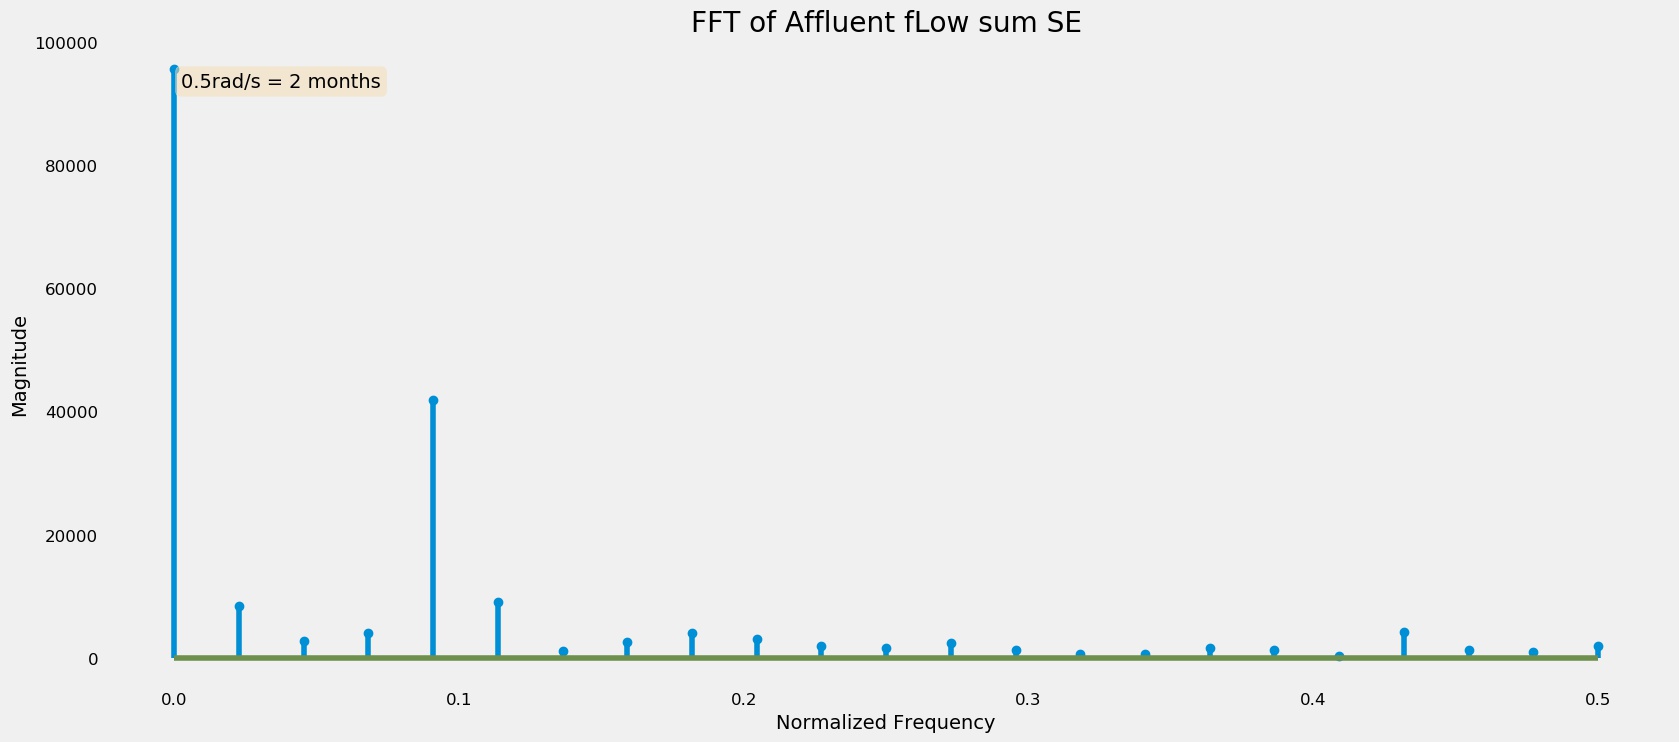 FFT of Affluent fLow sum SE
100000
80000
60000
40000
20000
0
Magnitude
0.5rad/s = 2 months
0.0 0.1 0.2 0.3 0.4 0.5
Normalized Frequency